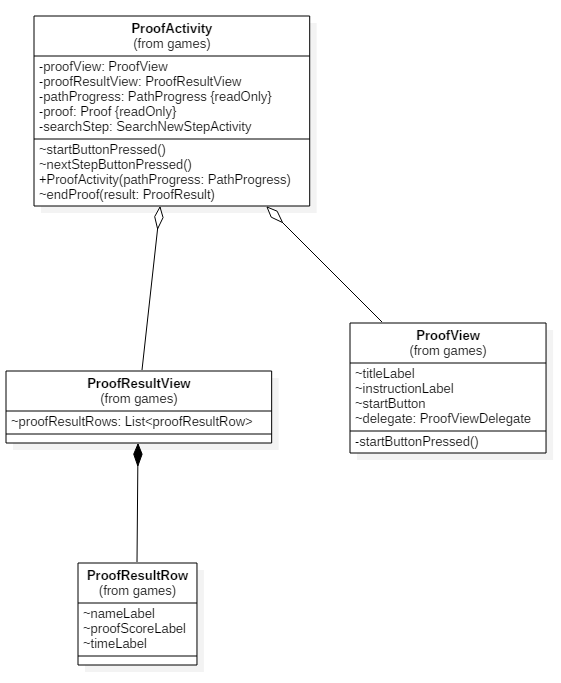 ProofActivity
(from games)
-proofView: ProofView
-proofResultView: ProofResultView
-pathProgress: PathProgress {readOnly}
-proof: Proof {readOnly}
-searchStep: SearchNewStepActivity
~startButtonPressed()
~nextStepButtonPressed()
+ProofActivity(pathProgress: PathProgress)
~endProof(result: ProofResult)
ProofView
(from games)
~titleLabel
~instructionLabel
~startButton
~delegate: ProofViewDelegate
-startButtonPressed()
ProofResultView
(from games)
~proofResultRows: List<proofResultRow>
ProofResultRow
(from games)
~nameLabel
~proofScoreLabel
~timeLabel